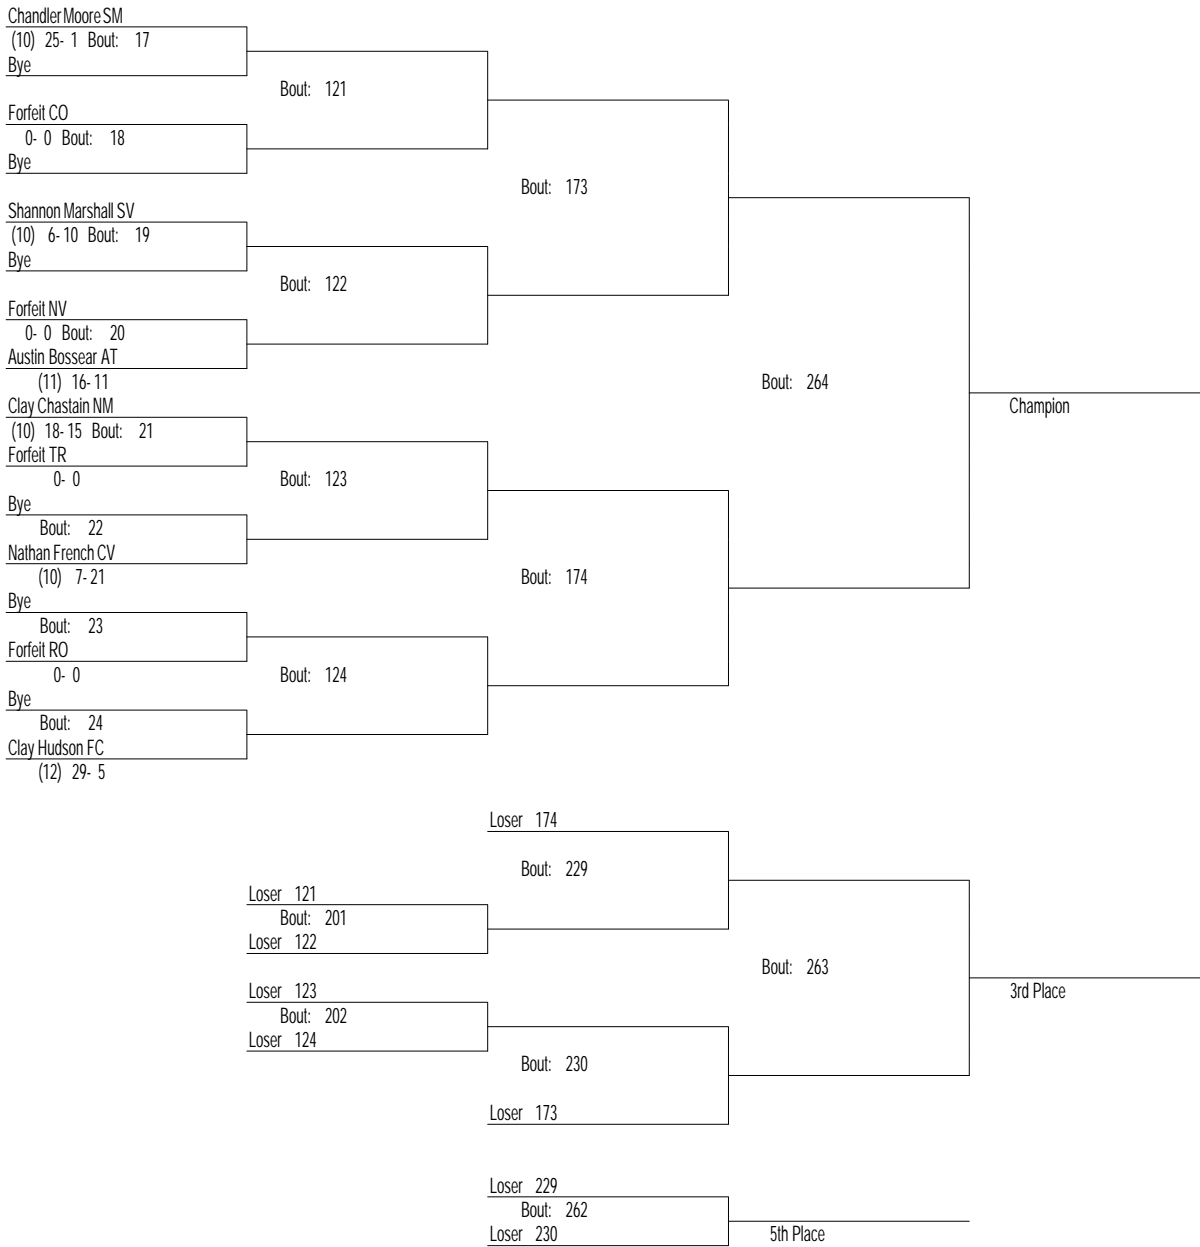 Chandler Moore SM
(10) 25- 1 Bout: 17
Bye
Bout: 121
Forfeit CO
0- 0 Bout: 18
Bye
Bout: 173
Shannon Marshall SV
(10) 6-10 Bout: 19
Bye
Bout: 122
Forfeit NV
0- 0 Bout: 20
Austin Bossear AT
(11) 16-11
Bout: 264
Champion
Clay Chastain NM
(10) 18-15 Bout: 21
Forfeit TR
0- 0
Bout: 123
Bye
Bout: 22
Nathan French CV
(10) 7-21
Bout: 174
Bye
Bout: 23
Forfeit RO
0- 0
Bout: 124
Bye
Bout: 24
Clay Hudson FC
(12) 29- 5
Loser 174
Bout: 229
Loser 121
Bout: 201
Loser 122
Bout: 263
3rd Place
Loser 123
Bout: 202
Loser 124
Bout: 230
Loser 173
Loser 229
Bout: 262
Loser 230
5th Place